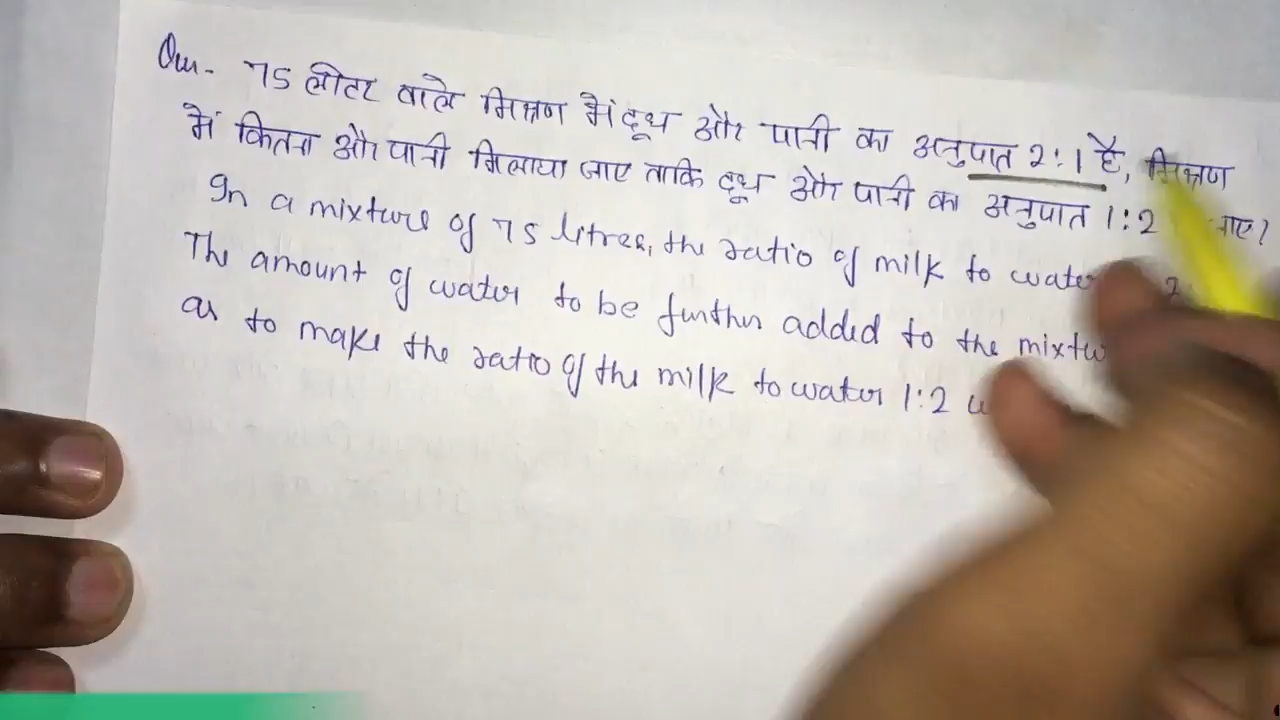 Que- 75 लीटर वाले मिश्रण में दूध और पानी का अनुपात 2:1 है, मिश्रण
में कितना और पानी मिलाया जाए ताकि दूध और पानी का अनुपात 1:2 जाए?
In a mixture of 75 litres, the ratio of milk to water
The amount of water to be further added to the
as to make the ratio of the milk to water 1:2